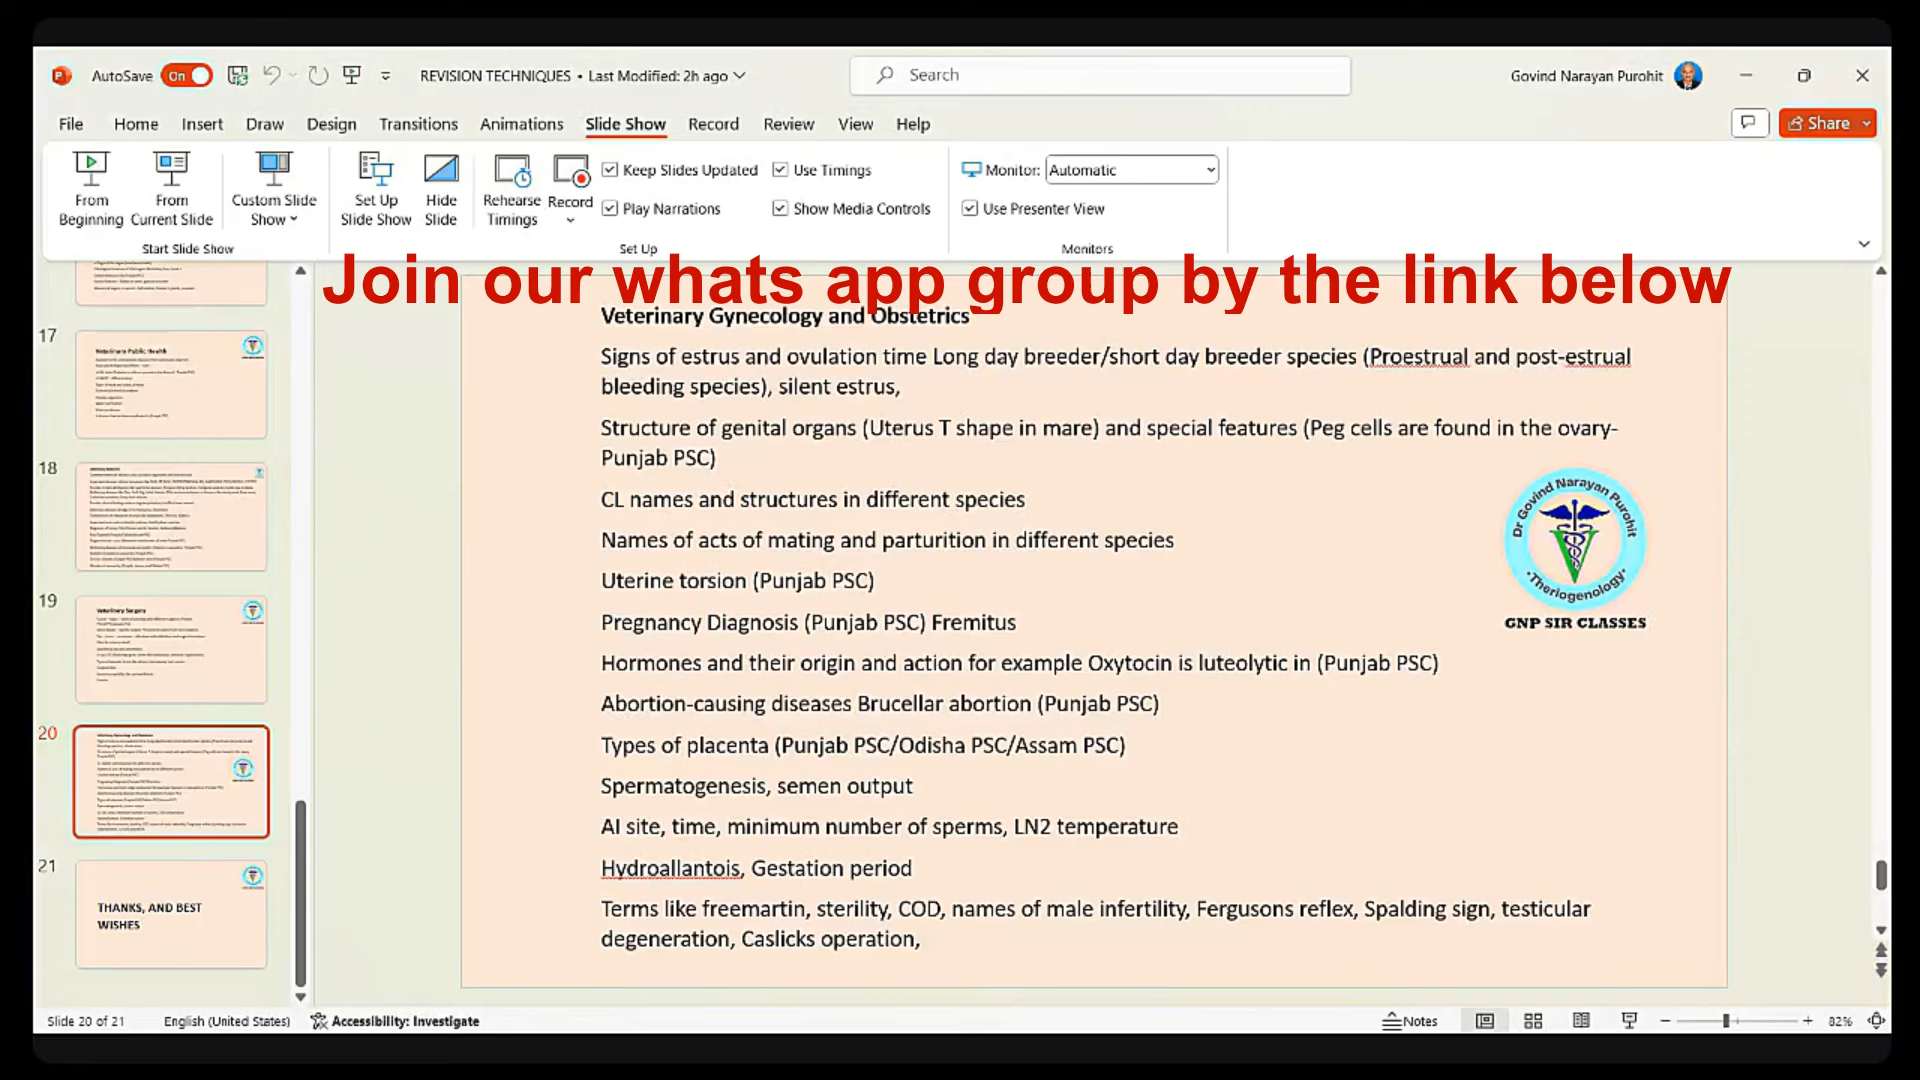 AutoSave On REVISION TECHNIQUES • Last Modified: 2h ago Search Govind Narayan Purohit
File Home Insert Draw Design Transitions Animations Slide Show Record Review View Help Share
From Beginning
From Current Slide
Custom Slide Show
Set Up Slide Show
Hide Slide
Rehearse Timings
Record
Keep Slides Updated
Use Timings
Play Narrations
Show Media Controls
Monitor: Automatic
Use Presenter View
Start Slide Show Set Up Monitors
Join our whats app group by the link below
17
Veterinary Public Health
18
19
Veterinary Surgery
20
21
THANKS, AND BEST
WISHES
Veterinary Gynecology and Obstetrics
Signs of estrus and ovulation time Long day breeder/short day breeder species (Proestrual and post-estrual
bleeding species), silent estrus,
Structure of genital organs (Uterus T shape in mare) and special features (Peg cells are found in the ovary-
Punjab PSC)
CL names and structures in different species
Names of acts of mating and parturition in different species
Uterine torsion (Punjab PSC)
Pregnancy Diagnosis (Punjab PSC) Fremitus
Hormones and their origin and action for example Oxytocin is luteolytic in (Punjab PSC)
Abortion-causing diseases Brucellar abortion (Punjab PSC)
Types of placenta (Punjab PSC/Odisha PSC/Assam PSC)
Spermatogenesis, semen output
AI site, time, minimum number of sperms, LN2 temperature
Hydroallantois, Gestation period
Terms like freemartin, sterility, COD, names of male infertility, Fergusons reflex, Spalding sign, testicular
degeneration, Caslicks operation,
Dr Govind Narayan Purohit
•Theriogenology•
GNP SIR CLASSES
Slide 20 of 21 English (United States) Accessibility: Investigate Notes 82%